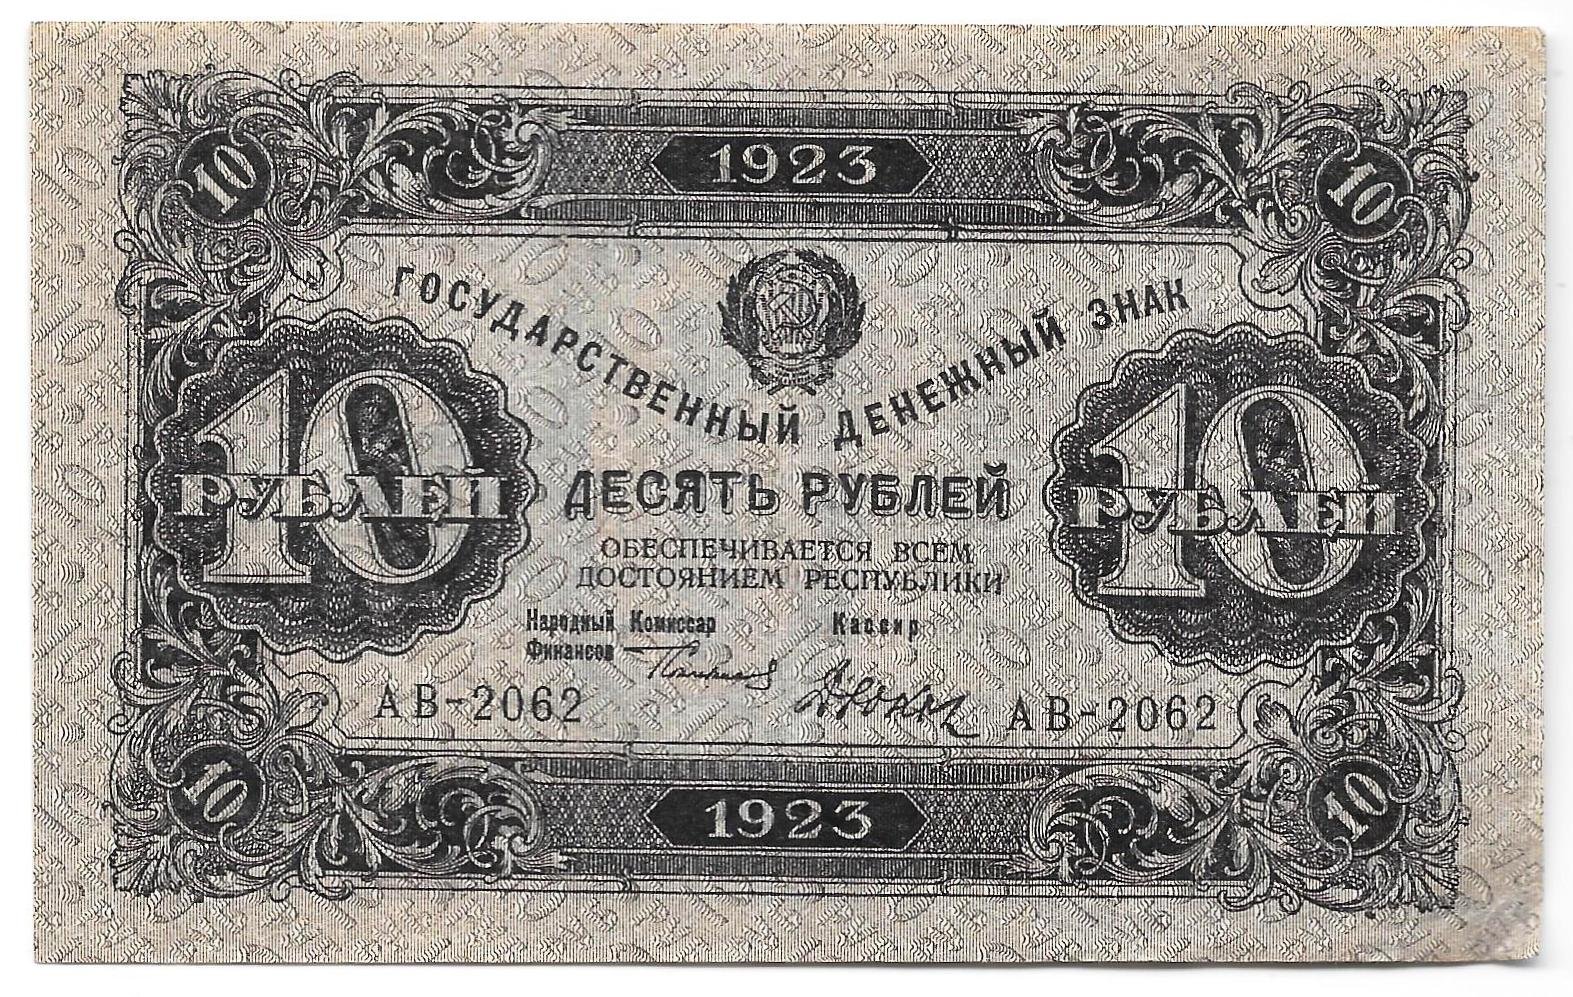 1923
10
10
ГОСУДАРСТВЕННЫЙ ДЕНЕЖНЫЙ ЗНАК
10
РУБЛЕЙ
ДЕСЯТЬ РУБЛЕЙ
10
РУБЛЕЙ
ОБЕСПЕЧИВАЕТСЯ ВСЕМ
ДОСТОЯНИЕМ РЕСПУБЛИКИ
Народный Комиссар
Финансов
Кассир
АВ-2062
АВ-2062
10
10
1923